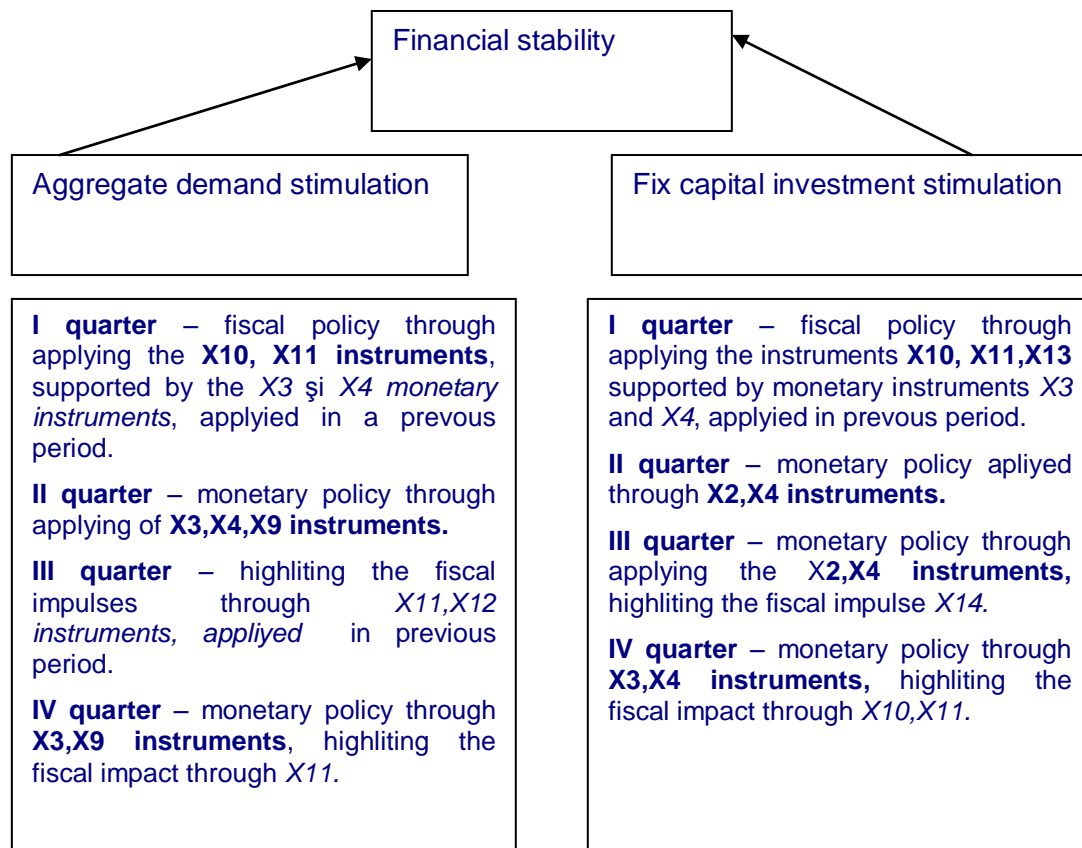 Financial stability
Aggregate demand stimulation
Fix capital investment stimulation
I quarter – fiscal policy through
applying the X10, X11 instruments,
supported by the X3 şi X4 monetary
instruments, applyied in a prevous
period.
II quarter – monetary policy through
applying of X3,X4,X9 instruments.
III quarter – highliting the fiscal
impulses through X11,X12
instruments, appliyed in previous
period.
IV quarter – monetary policy through
X3,X9 instruments, highliting the
fiscal impact through X11.
I quarter – fiscal policy through
applying the instruments X10, X11,X13
supported by monetary instruments X3
and X4, applyied in prevous period.
II quarter – monetary policy apliyed
through X2,X4 instruments.
III quarter – monetary policy through
applying the X2,X4 instruments,
highliting the fiscal impulse X14.
IV quarter – monetary policy through
X3,X4 instruments, highliting the
fiscal impact through X10,X11.